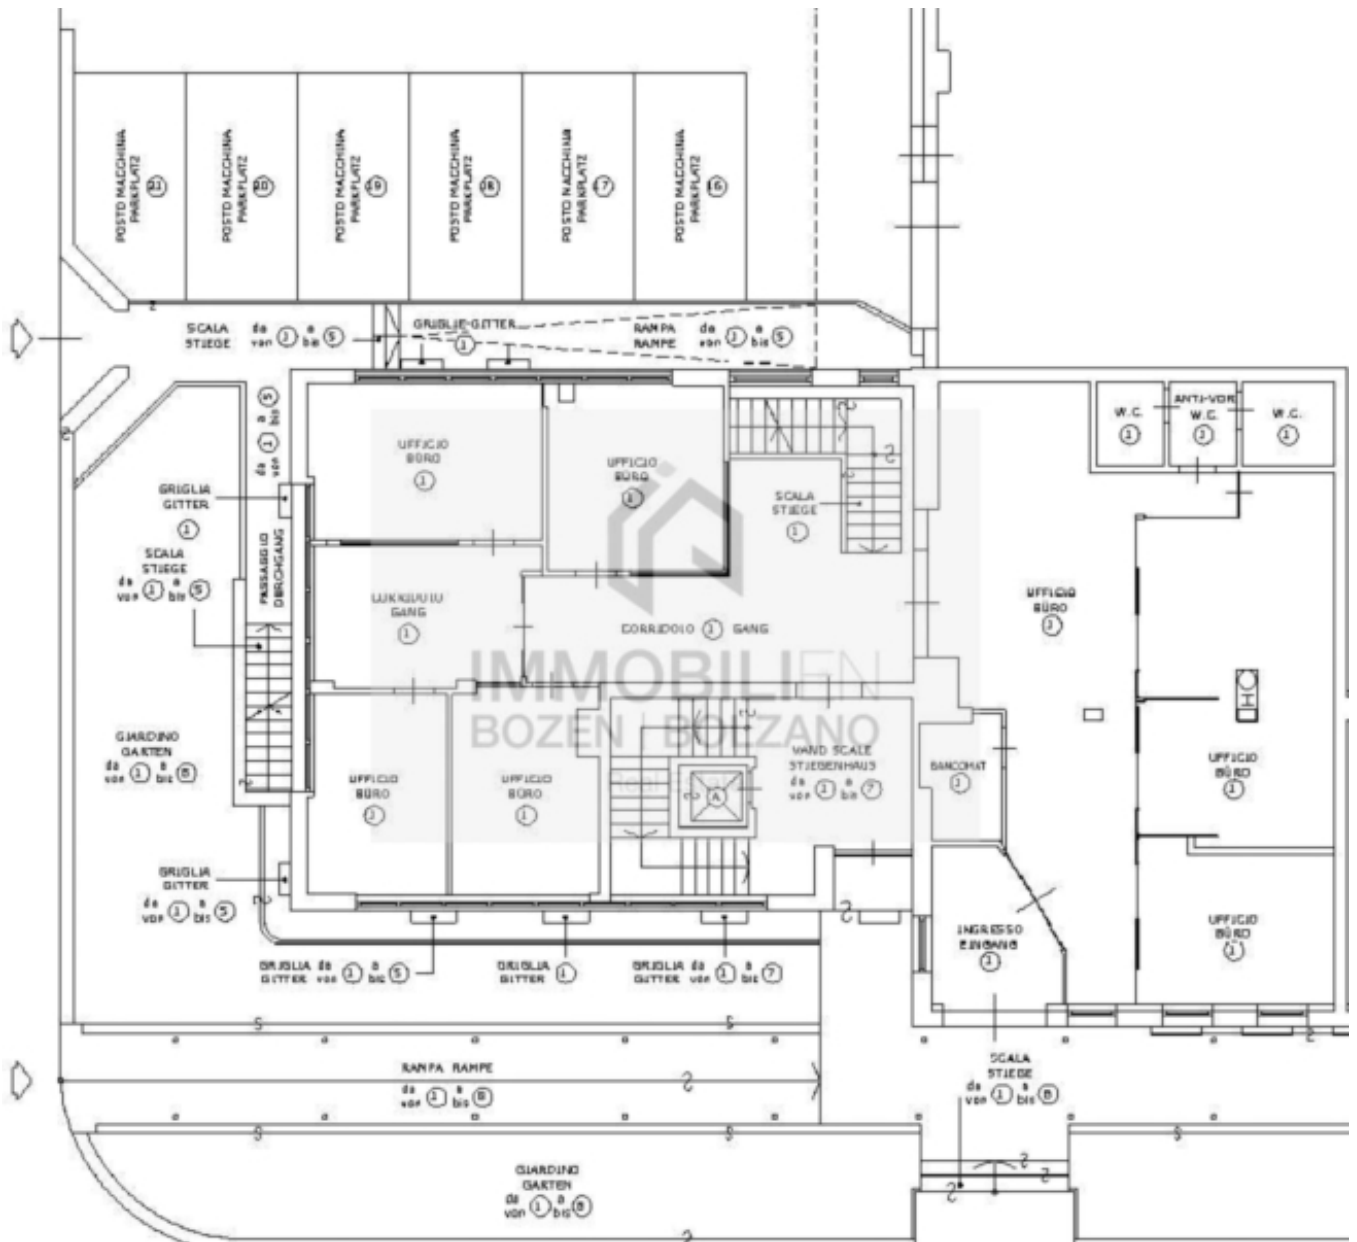 POSTO MACCHINA
PARKPLATZ
21
POSTO MACCHINA
PARKPLATZ
20
POSTO MACCHINA
PARKPLATZ
19
POSTO MACCHINA
PARKPLATZ
18
POSTO MACCHINA
PARKPLATZ
17
POSTO MACCHINA
PARKPLATZ
16
SCALA
STIEGE
da 1 a 5
von bis
GRIGLIE-GITTER
1
RAMPA
RAMPE
da 1 a 5
von bis
da 1 a 5
von bis
GRIGLIA
GITTER
1
SCALA
STIEGE
da 1 a 5
von bis
PASSAGGIO
DURCHGANG
UFFICIO
BÜRO
1
UFFICIO
BÜRO
1
SCALA
STIEGE
1
W.C.
1
ANTI-VOR
W.C.
1
W.C.
1
CORRIDOIO
GANG
1
CORRIDOIO 1 GANG
UFFICIO
BÜRO
1
IMMOBILIEN
BOZEN | BOLZANO
Real Estate
GIARDINO
GARTEN
da 1 a 8
von bis
UFFICIO
BÜRO
1
UFFICIO
BÜRO
1
A
VANO SCALE
STIEGENHAUS
da 1 a 7
von bis
BANCOMAT
1
UFFICIO
BÜRO
1
GRIGLIA
GITTER
da 1 a 5
von bis
INGRESSO
EINGANG
1
UFFICIO
BÜRO
1
GRIGLIA da 1 a 5
GITTER von bis
GRIGLIA
GITTER
1
GRIGLIA da 1 a 7
GITTER von bis
RAMPA RAMPE
da 1 a 8
von bis
SCALA
STIEGE
da 1 a 8
von bis
GIARDINO
GARTEN
da 1 a 8
von bis